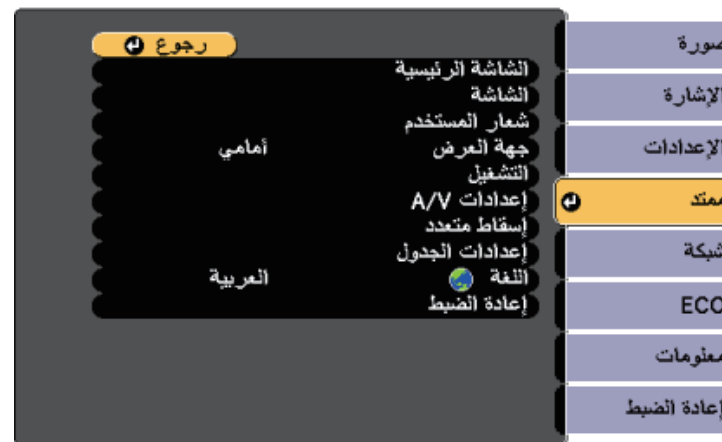 صورة
الإشارة
الإعدادات
ممتد
شبكة
ECO
معلومات
إعادة الضبط
رجوع
الشاشة الرئيسية
الشاشة
شعار المستخدم
جهة العرض أمامي
التشغيل
إعدادات A/V
إسقاط متعدد
إعدادات الجدول
اللغة العربية
إعادة الضبط